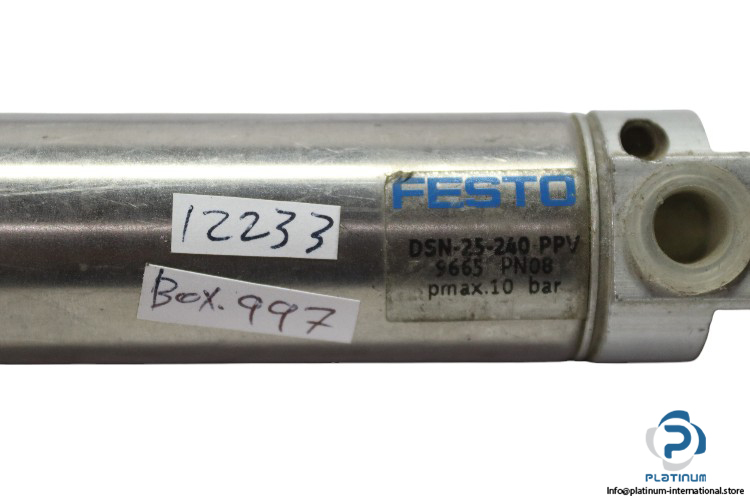 12233
Box.997
FESTO
DSN-25-240 PPV
9665 PN08
pmax.10 bar
PLATINUM
Info@platinum-international.store